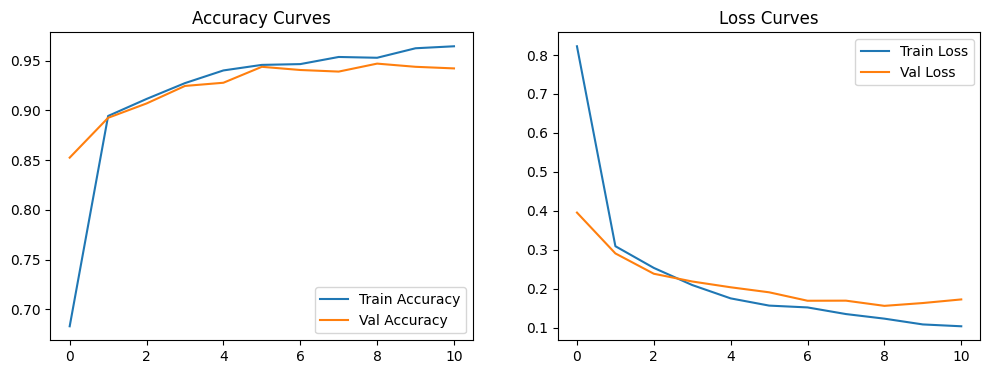 Accuracy Curves
0.95
0.90
0.85
0.80
0.75
0.70
0 2 4 6 8 10
Train Accuracy
Val Accuracy
Loss Curves
0.8
0.7
0.6
0.5
0.4
0.3
0.2
0.1
0 2 4 6 8 10
Train Loss
Val Loss